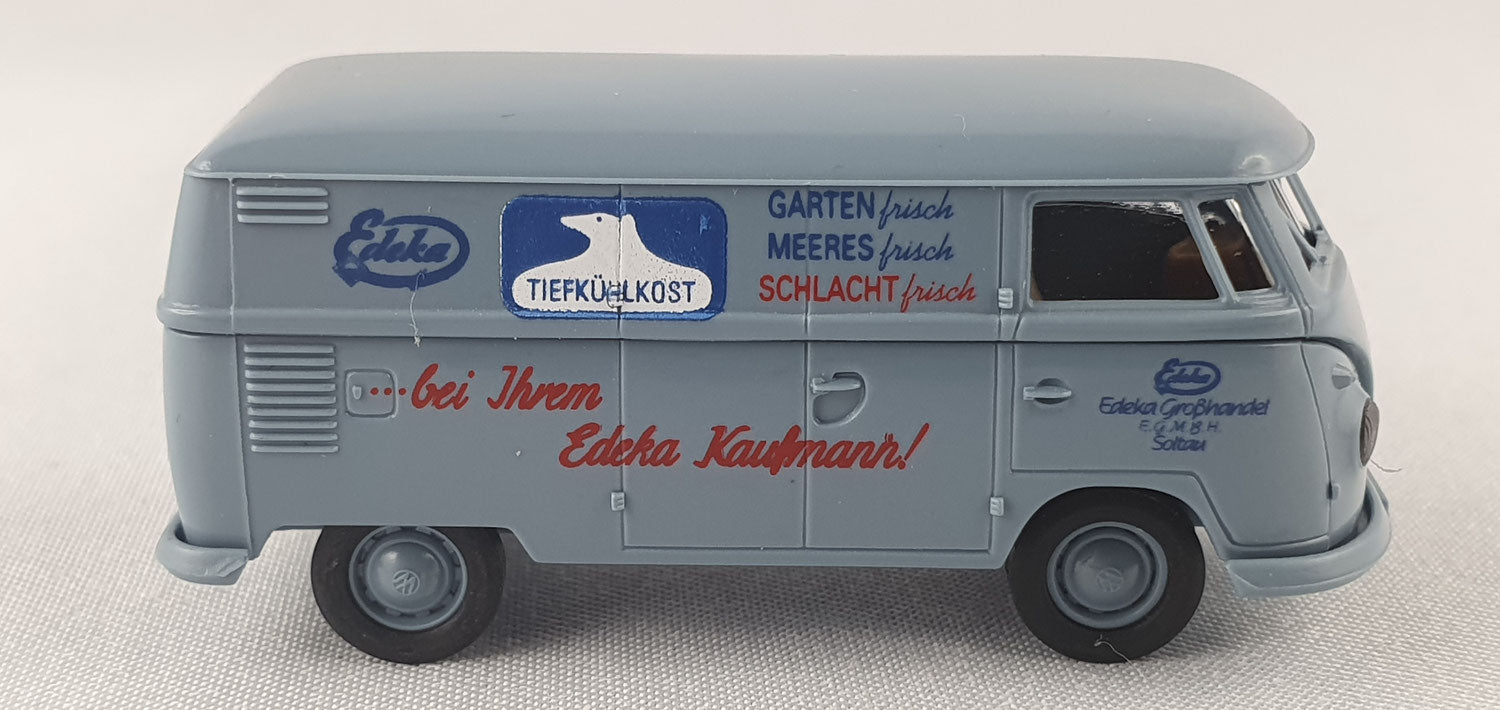 Edeka
TIEFKÜHLKOST
GARTEN frisch
MEERES frisch
SCHLACHT frisch
...bei Ihrem
Edeka Kaufmann!
Edeka
Edeka Großhandel
E.G.M.B.H.
Soltau